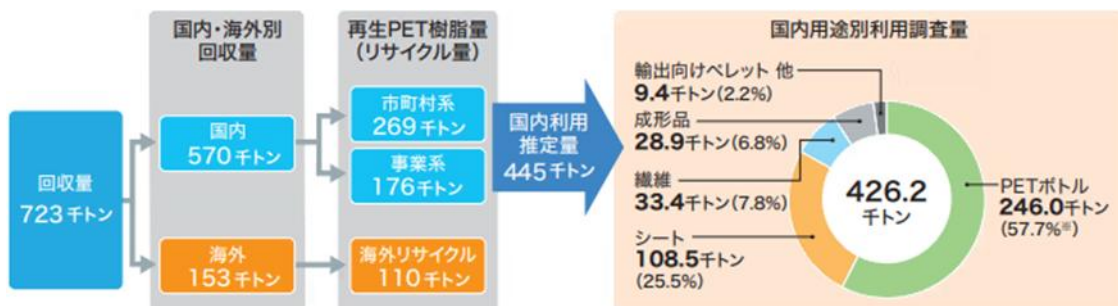 回収量
723千トン
国内・海外別
回収量
国内
570千トン
海外
153千トン
再生PET樹脂量
（リサイクル量）
市町村系
269千トン
事業系
176千トン
海外リサイクル
110千トン
国内利用
推定量
445千トン
国内用途別利用調査量
輸出向けペレット 他
9.4千トン(2.2%)
成形品
28.9千トン(6.8%)
繊維
33.4千トン(7.8%)
シート
108.5千トン
(25.5%)
426.2
千トン
PETボトル
246.0千トン
(57.7%※)